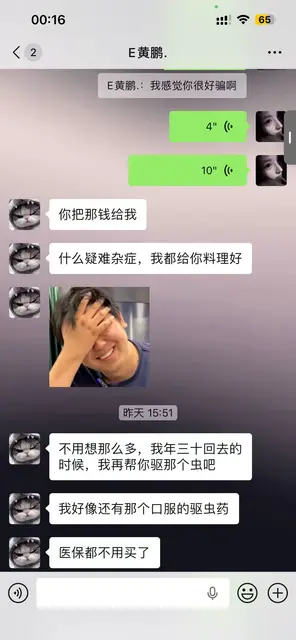 00:16
65
2
E黄鹏.
E黄鹏.：我感觉你很好骗啊
4"
10"
你把那钱给我
什么疑难杂症，我都给你料理好
昨天 15:51
不用想那么多，我年三十回去的
时候，我再帮你驱那个虫吧
我好像还有那个口服的驱虫药
医保都不用买了